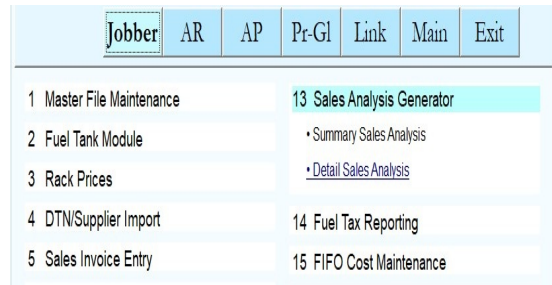 Jobber AR AP Pr-Gl Link Main Exit
1 Master File Maintenance
2 Fuel Tank Module
3 Rack Prices
4 DTN/Supplier Import
5 Sales Invoice Entry
13 Sales Analysis Generator
• Summary Sales Analysis
• Detail Sales Analysis
14 Fuel Tax Reporting
15 FIFO Cost Maintenance